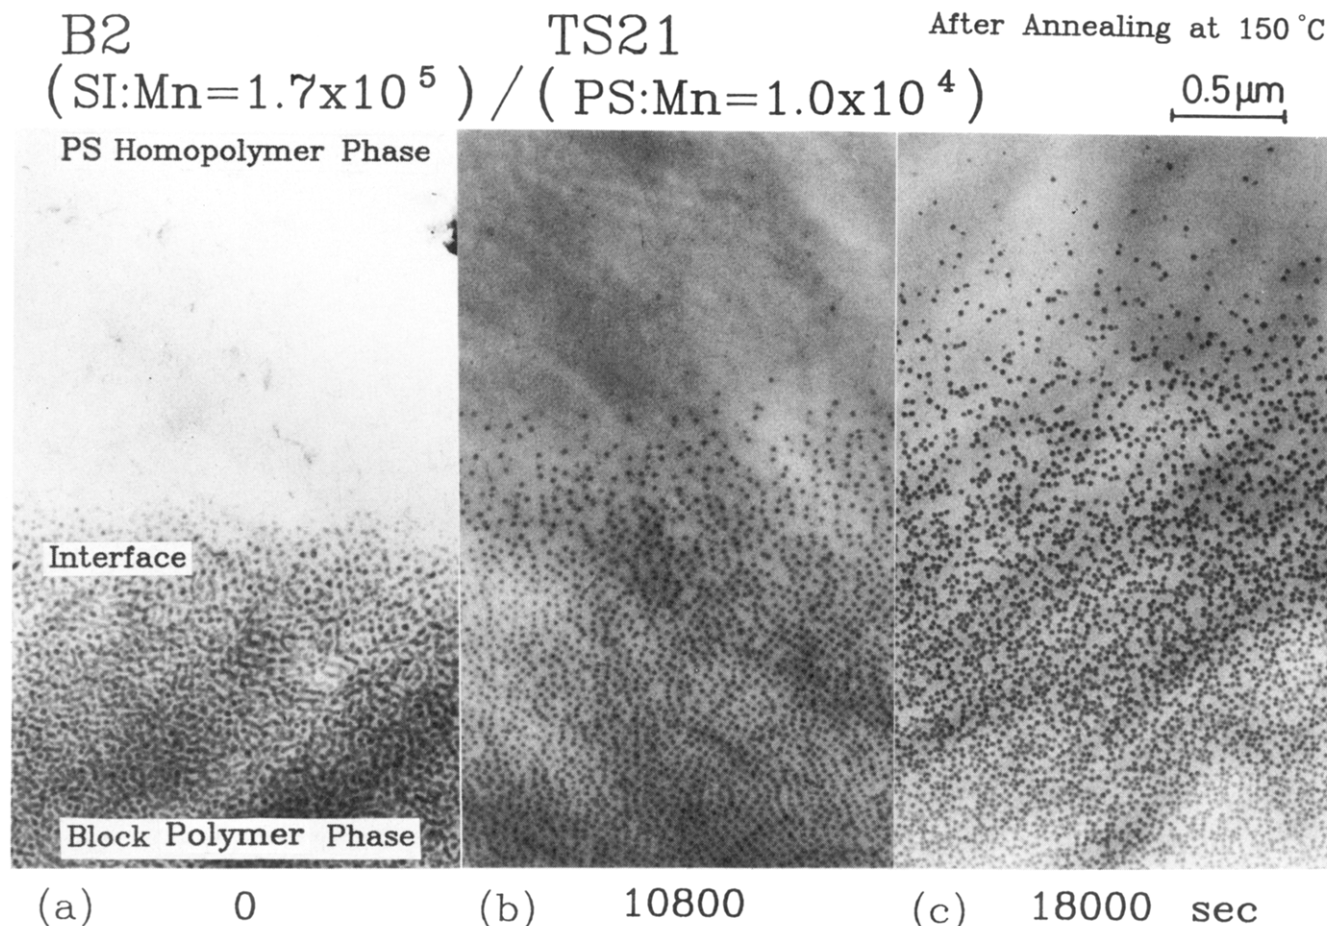 B2 TS21 After Annealing at 150 °C
(SI:Mn=1.7x10⁵)/(PS:Mn=1.0x10⁴) 0.5μm
PS Homopolymer Phase
Interface
Block Polymer Phase
(a) 0 (b) 10800 (c) 18000 sec